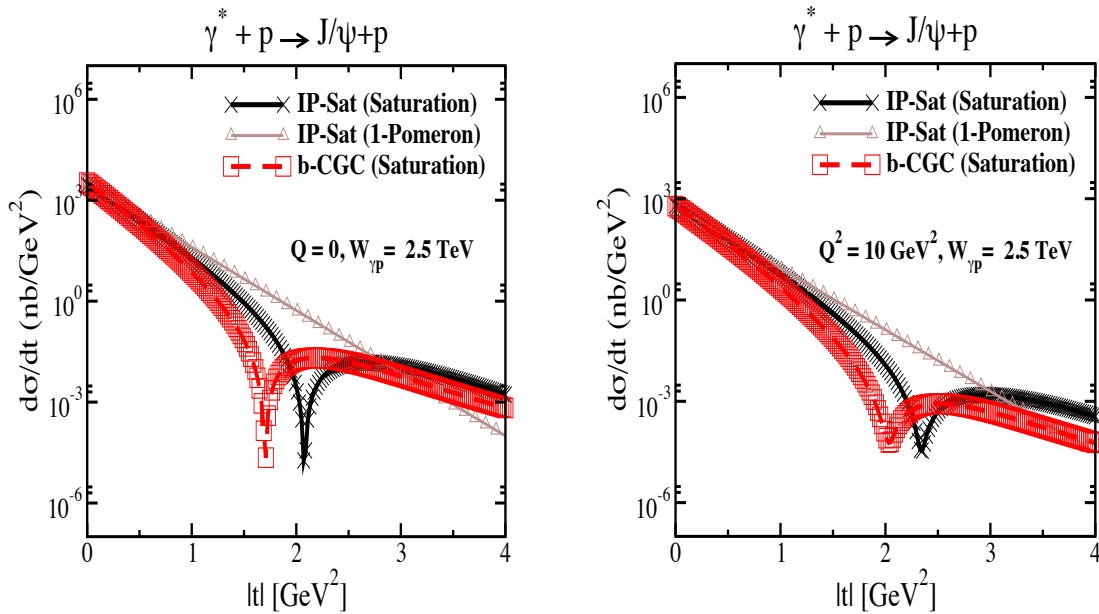 γ* + p → J/ψ+p
10^6
10^3
10^0
10^-3
10^-6
dσ/dt (nb/GeV^2)
IP-Sat (Saturation)
IP-Sat (1-Pomeron)
b-CGC (Saturation)
Q = 0, W_γp = 2.5 TeV
0 1 2 3 4
|t| [GeV^2]
γ* + p → J/ψ+p
10^6
10^3
10^0
10^-3
10^-6
dσ/dt (nb/GeV^2)
IP-Sat (Saturation)
IP-Sat (1-Pomeron)
b-CGC (Saturation)
Q^2 = 10 GeV^2, W_γp = 2.5 TeV
0 1 2 3 4
|t| [GeV^2]